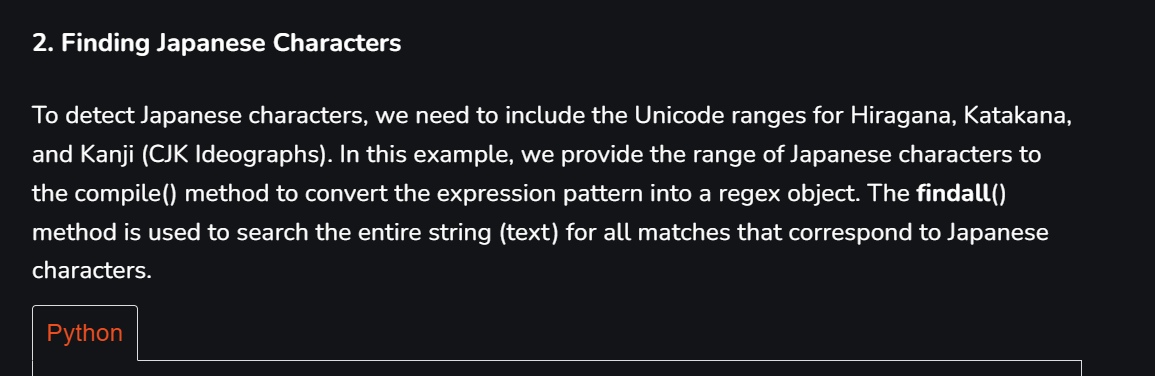 2. Finding Japanese Characters
To detect Japanese characters, we need to include the Unicode ranges for Hiragana, Katakana,
and Kanji (CJK Ideographs). In this example, we provide the range of Japanese characters to
the compile() method to convert the expression pattern into a regex object. The findall()
method is used to search the entire string (text) for all matches that correspond to Japanese
characters.
Python